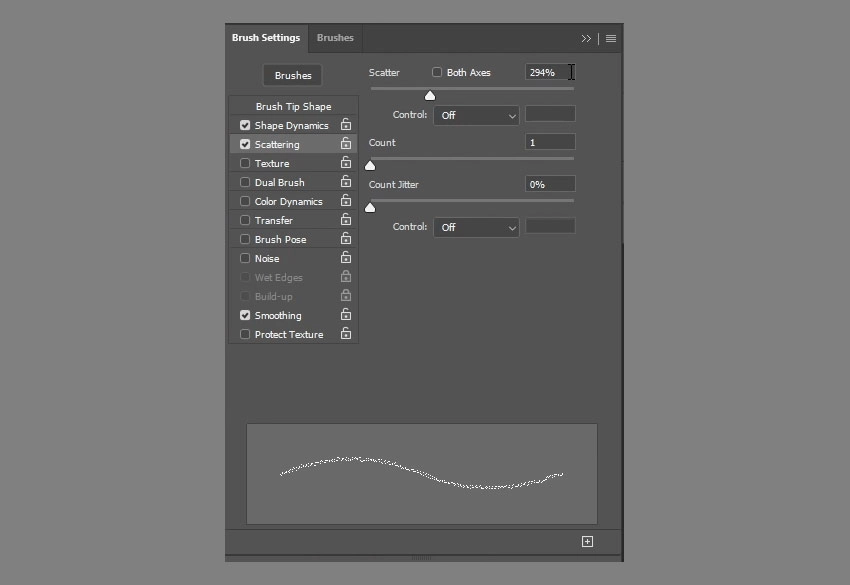 Brush Settings Brushes
Brushes
Scatter Both Axes 294%
Control: Off
Count 1
Count Jitter 0%
Control: Off
Brush Tip Shape
Shape Dynamics
Scattering
Texture
Dual Brush
Color Dynamics
Transfer
Brush Pose
Noise
Wet Edges
Build-up
Smoothing
Protect Texture